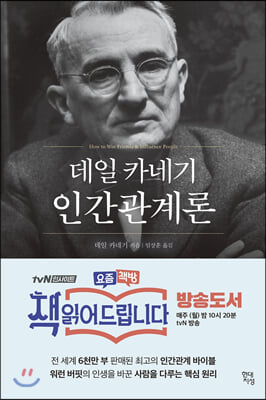 How to Win Friends & Influence People
데일 카네기
인간관계론
데일 카네기 지음 | 임상훈 옮김
tvN 인사이트
요즘책방
책 읽어드립니다
방송도서
매주 (월) 밤 10시 20분
tvN 방송
전 세계 6천만 부 판매된 최고의 인간관계 바이블
워런 버핏의 인생을 바꾼 사람을 다루는 핵심 원리
현대
지성